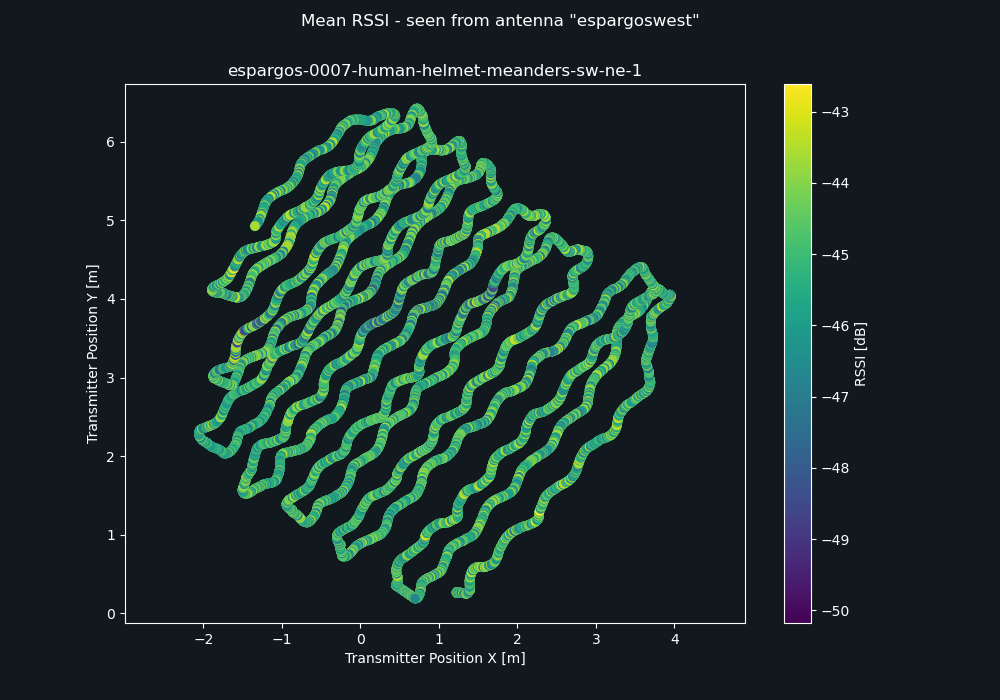 Mean RSSI - seen from antenna "espargoswest"
espargos-0007-human-helmet-meanders-sw-ne-1
Transmitter Position Y [m]
6
5
4
3
2
1
0
−2 −1 0 1 2 3 4
Transmitter Position X [m]
−43
−44
−45
−46
−47
−48
−49
−50
RSSI [dB]